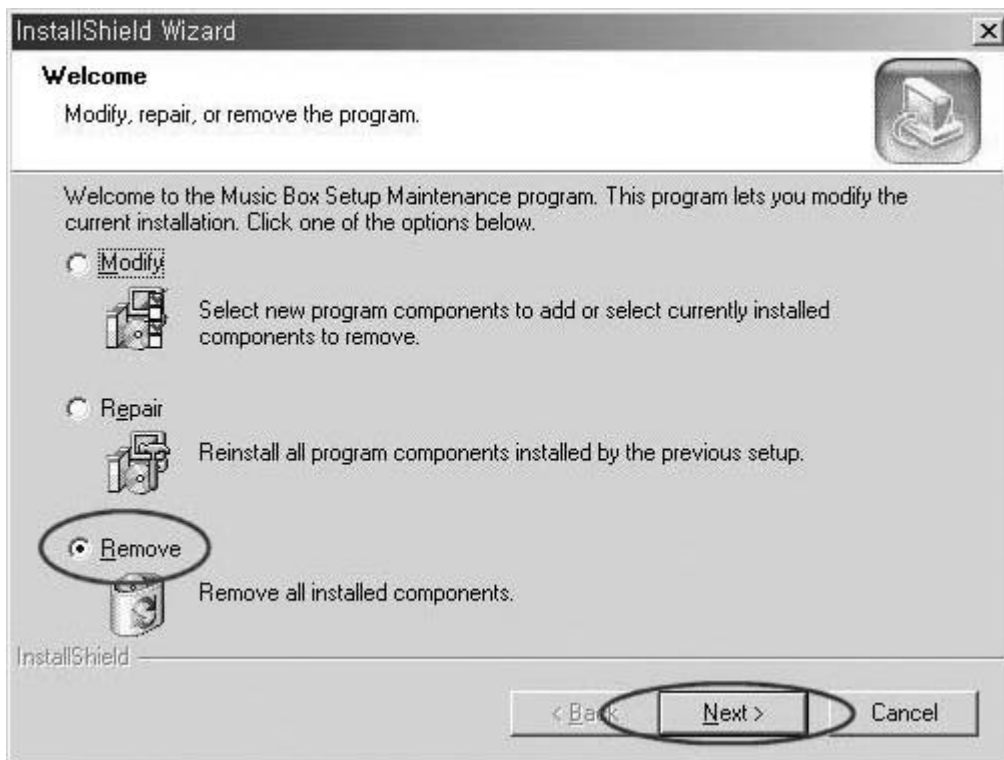 InstallShield Wizard
Welcome
Modify, repair, or remove the program.
Welcome to the Music Box Setup Maintenance program. This program lets you modify the
current installation. Click one of the options below.
Modify
Select new program components to add or select currently installed
components to remove.
Repair
Reinstall all program components installed by the previous setup.
Remove
Remove all installed components.
InstallShield
< Back Next > Cancel